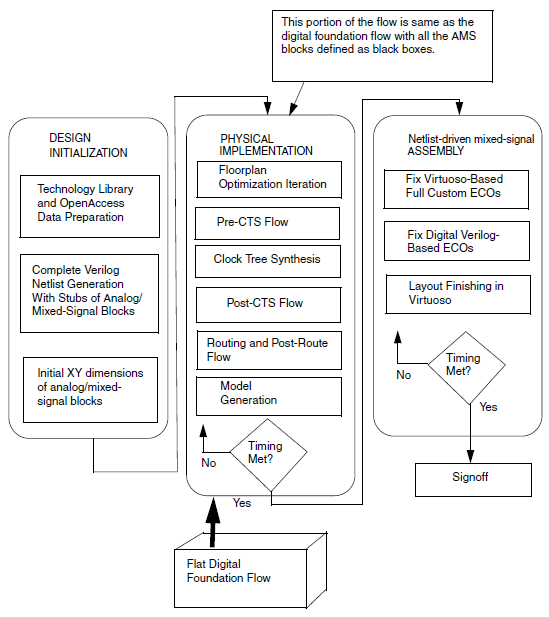 This portion of the flow is same as the
digital foundation flow with all the AMS
blocks defined as black boxes.
DESIGN
INITIALIZATION
Technology Library
and OpenAccess
Data Preparation
Complete Verilog
Netlist Generation
With Stubs of Analog/
Mixed-Signal Blocks
Initial XY dimensions
of analog/mixed-
signal blocks
PHYSICAL
IMPLEMENTATION
Floorplan
Optimization Iteration
Pre-CTS Flow
Clock Tree Synthesis
Post-CTS Flow
Routing and Post-Route
Flow
Model
Generation
Timing
Met?
No
Yes
Flat Digital
Foundation Flow
Netlist-driven mixed-signal
ASSEMBLY
Fix Virtuoso-Based
Full Custom ECOs
Fix Digital Verilog-
Based ECOs
Layout Finishing in
Virtuoso
Timing
Met?
No
Yes
Signoff